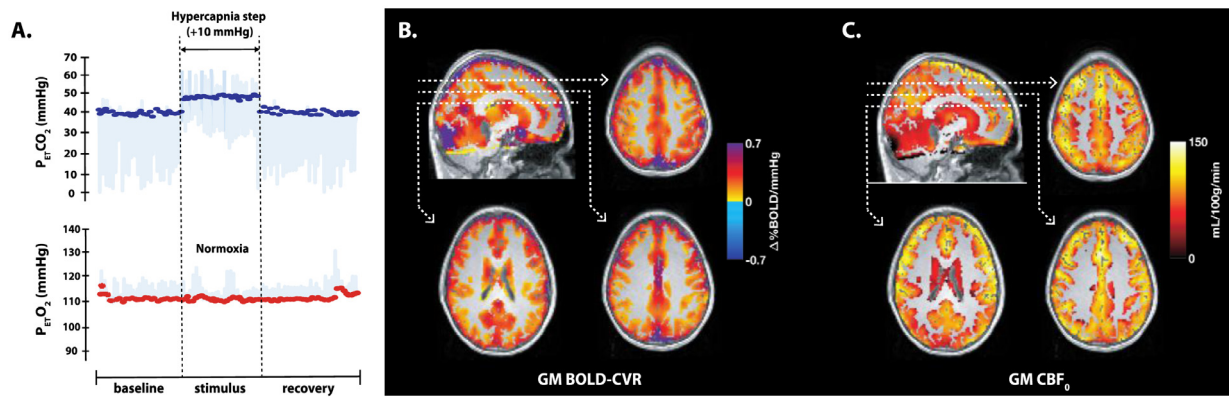 A.
Hypercapnia step
(+10 mmHg)
P_ETCO₂ (mmHg)
70
60
50
40
30
20
10
0
Normoxia
P_ETO₂ (mmHg)
140
130
120
110
100
90
baseline
stimulus
recovery
B.
0.7
0
-0.7
Δ %BOLD/mmHg
GM BOLD-CVR
C.
150
0
mL/100g/min
GM CBF₀